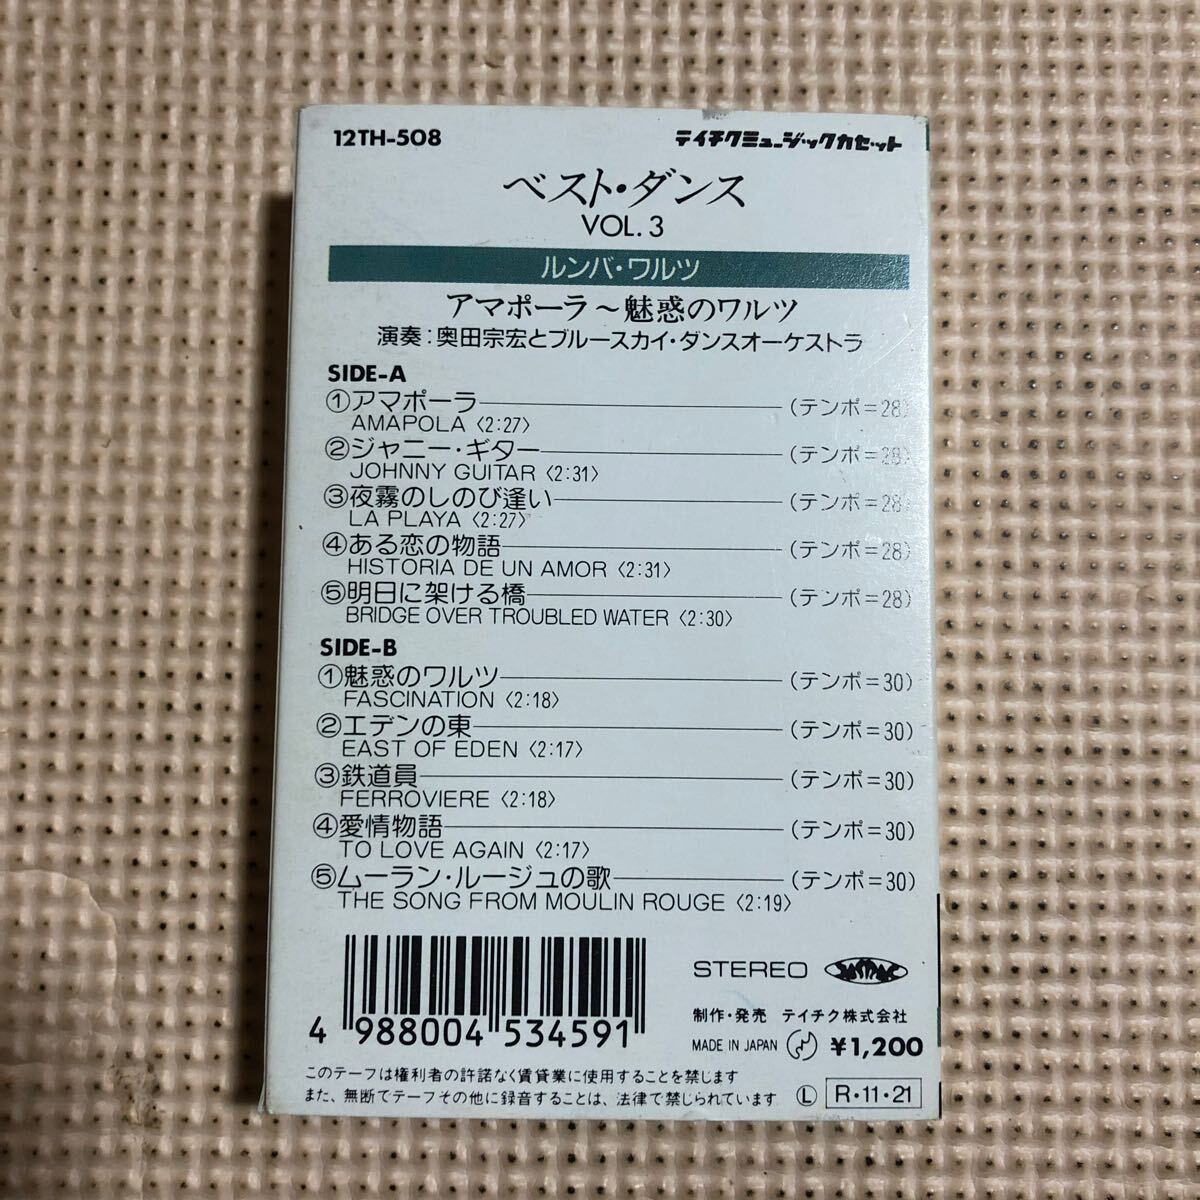 12TH-508 テイチクミュージックカセット
ベスト・ダンス
VOL. 3
ルンバ・ワルツ
アマポーラ～魅惑のワルツ
演奏：奥田宗宏とブルースカイ・ダンスオーケストラ
SIDE-A
①アマポーラ (テンポ=28)
AMAPOLA 〈2:27〉
②ジャニー・ギター (テンポ=28)
JOHNNY GUITAR 〈2:31〉
③夜霧のしのび逢い (テンポ=28)
LA PLAYA 〈2:27〉
④ある恋の物語 (テンポ=28)
HISTORIA DE UN AMOR 〈2:31〉
⑤明日に架ける橋 (テンポ=28)
BRIDGE OVER TROUBLED WATER 〈2:30〉
SIDE-B
①魅惑のワルツ (テンポ=30)
FASCINATION 〈2:18〉
②エデンの東 (テンポ=30)
EAST OF EDEN 〈2:17〉
③鉄道員 (テンポ=30)
FERROVIERE 〈2:18〉
④愛情物語 (テンポ=30)
TO LOVE AGAIN 〈2:17〉
⑤ムーラン・ルージュの歌 (テンポ=30)
THE SONG FROM MOULIN ROUGE 〈2:19〉
STEREO
制作・発売 テイチク株式会社
4 988004 534591
MADE IN JAPAN ¥1,200
このテープは権利者の許諾なく賃貸業に使用することを禁じます
また、無断でテープその他に録音することは、法律で禁じられています Ⓛ R・11・21